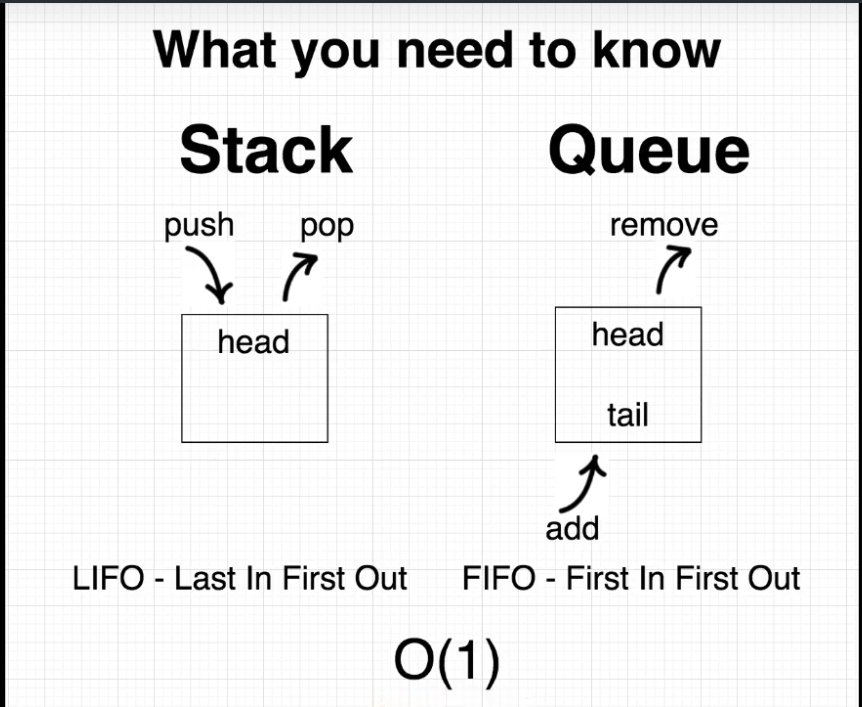 What you need to know
Stack
Queue
push pop
remove
head
head
tail
add
LIFO - Last In First Out
FIFO - First In First Out
O(1)